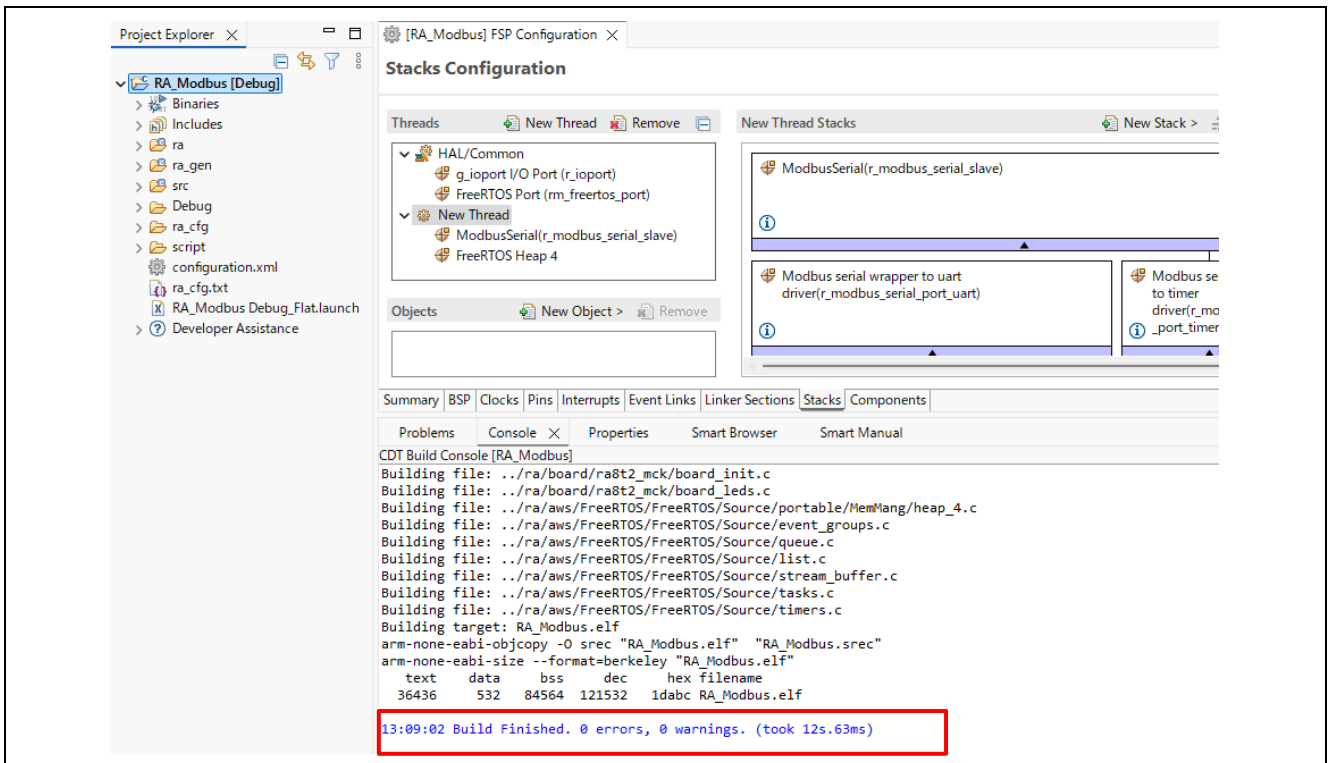 Project Explorer
RA_Modbus [Debug]
Binaries
Includes
ra
ra_gen
src
Debug
ra_cfg
script
configuration.xml
ra_cfg.txt
RA_Modbus Debug_Flat.launch
Developer Assistance
[RA_Modbus] FSP Configuration
Stacks Configuration
Threads New Thread Remove
HAL/Common
g_ioport I/O Port (r_ioport)
FreeRTOS Port (rm_freertos_port)
New Thread
ModbusSerial(r_modbus_serial_slave)
FreeRTOS Heap 4
Objects New Object > Remove
New Thread Stacks New Stack >
ModbusSerial(r_modbus_serial_slave)
Modbus serial wrapper to uart
driver(r_modbus_serial_port_uart)
Modbus se
to timer
driver(r_mo
_port_timer
Summary BSP Clocks Pins Interrupts Event Links Linker Sections Stacks Components
Problems Console Properties Smart Browser Smart Manual
CDT Build Console [RA_Modbus]
Building file: ../ra/board/ra8t2_mck/board_init.c
Building file: ../ra/board/ra8t2_mck/board_leds.c
Building file: ../ra/aws/FreeRTOS/FreeRTOS/Source/portable/MemMang/heap_4.c
Building file: ../ra/aws/FreeRTOS/FreeRTOS/Source/event_groups.c
Building file: ../ra/aws/FreeRTOS/FreeRTOS/Source/queue.c
Building file: ../ra/aws/FreeRTOS/FreeRTOS/Source/list.c
Building file: ../ra/aws/FreeRTOS/FreeRTOS/Source/stream_buffer.c
Building file: ../ra/aws/FreeRTOS/FreeRTOS/Source/tasks.c
Building file: ../ra/aws/FreeRTOS/FreeRTOS/Source/timers.c
Building target: RA_Modbus.elf
arm-none-eabi-objcopy -O srec "RA_Modbus.elf" "RA_Modbus.srec"
arm-none-eabi-size --format=berkeley "RA_Modbus.elf"
text data bss dec hex filename
36436 532 84564 121532 1dabc RA_Modbus.elf
13:09:02 Build Finished. 0 errors, 0 warnings. (took 12s.63ms)